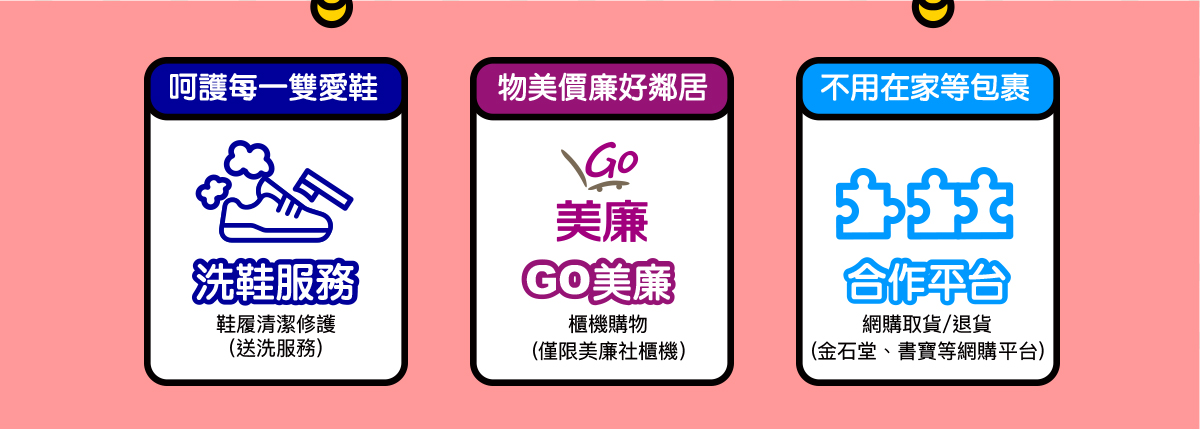 呵護每一雙愛鞋
洗鞋服務
鞋履清潔修護
(送洗服務)
物美價廉好鄰居
Go
美廉
GO美廉
櫃機購物
(僅限美廉社櫃機)
不用在家等包裹
合作平台
網購取貨/退貨
(金石堂、書寶等網購平台)